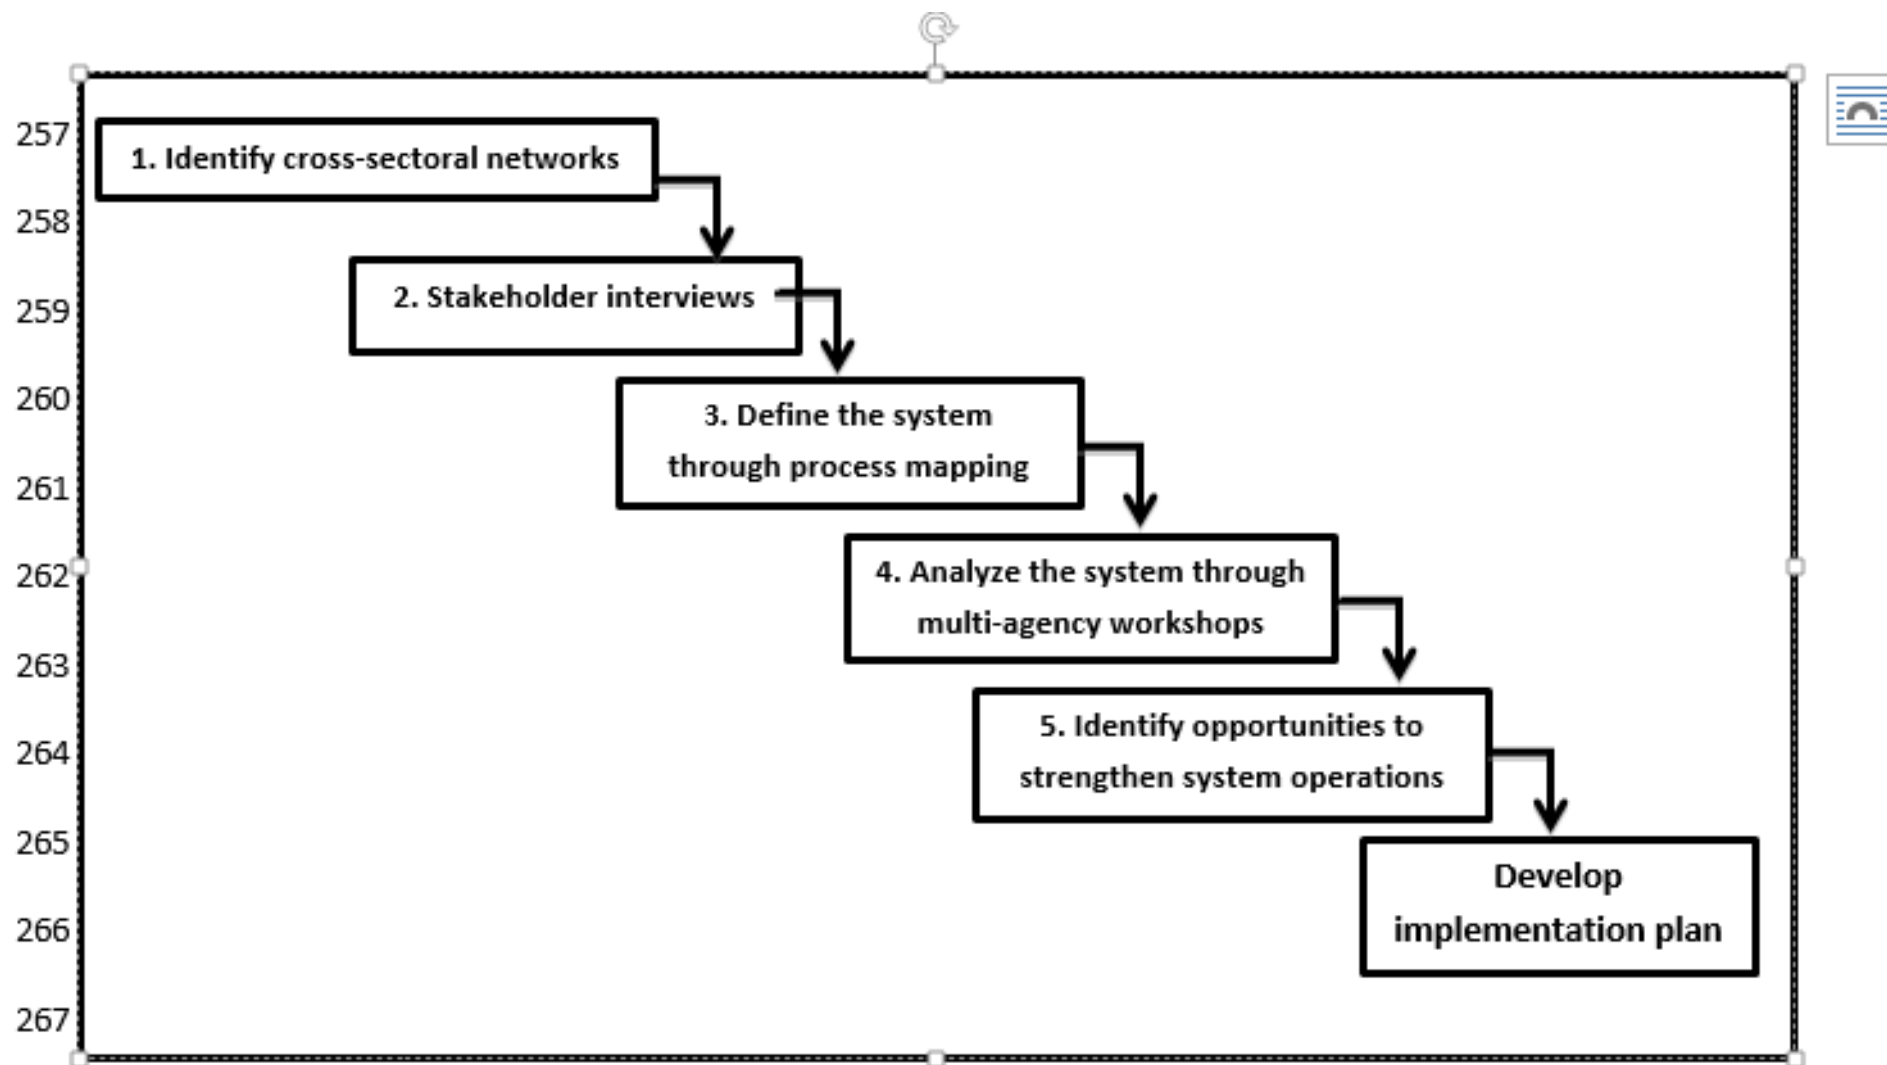 257
1. Identify cross-sectoral networks
258
2. Stakeholder interviews
259
260
3. Define the system
through process mapping
261
262
4. Analyze the system through
multi-agency workshops
263
5. Identify opportunities to
264
strengthen system operations
265
Develop
266
implementation plan
267